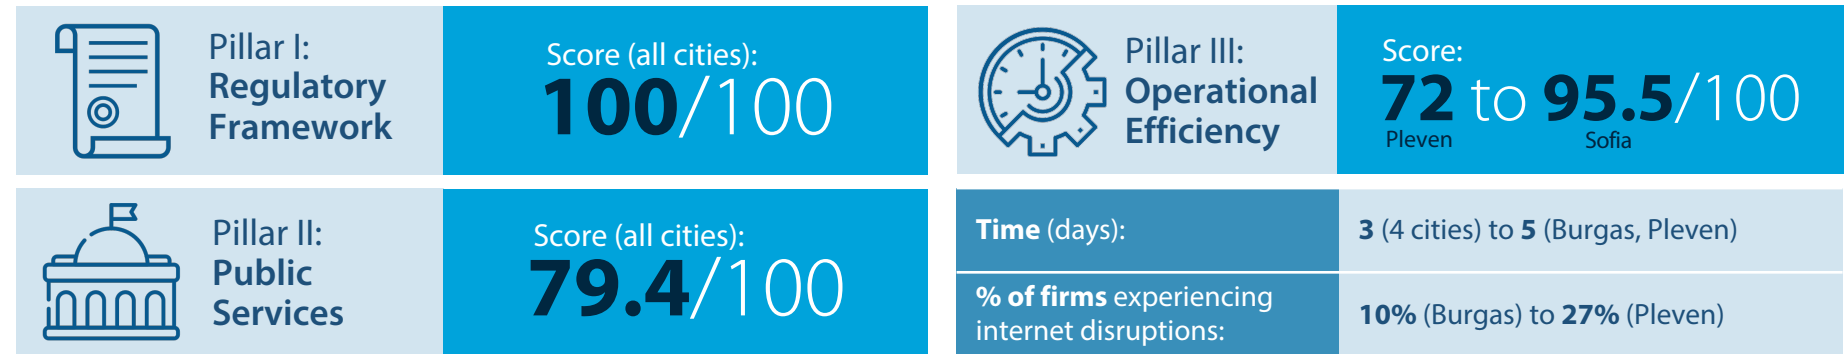 Pillar I:
Regulatory
Framework
Score (all cities):
100/100
Pillar II:
Public
Services
Score (all cities):
79.4/100
Pillar III:
Operational
Efficiency
Score:
72 to 95.5/100
Pleven Sofia
Time (days):
3 (4 cities) to 5 (Burgas, Pleven)
% of firms experiencing
internet disruptions:
10% (Burgas) to 27% (Pleven)